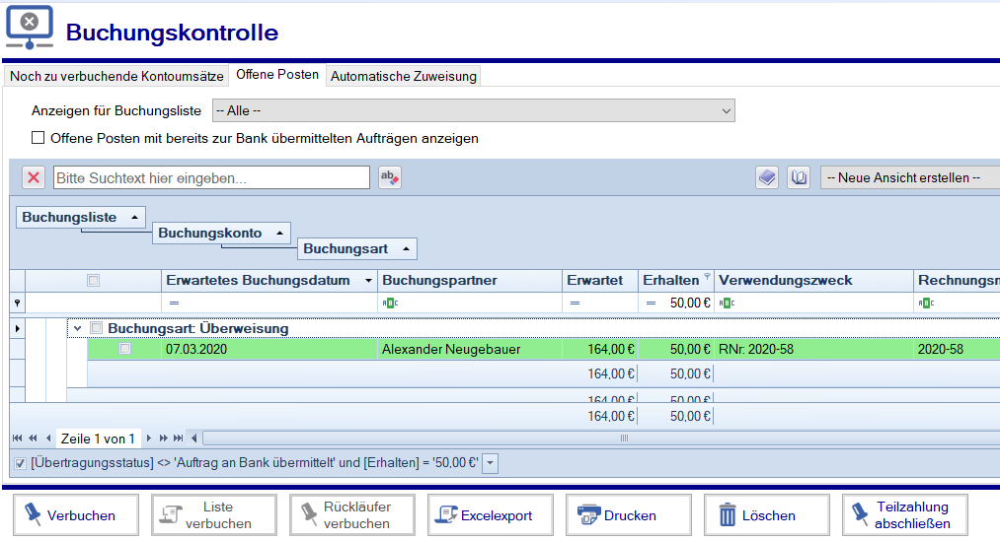 Buchungskontrolle
Noch zu verbuchende Kontoumsätze Offene Posten Automatische Zuweisung
Anzeigen für Buchungsliste -- Alle --
Offene Posten mit bereits zur Bank übermittelten Aufträgen anzeigen
Bitte Suchtext hier eingeben... ab -- Neue Ansicht erstellen --
Buchungsliste
Buchungskonto
Buchungsart
Erwartetes Buchungsdatum Buchungspartner Erwartet Erhalten Verwendungszweck Rechnungsn
= ABC = = 50,00 € ABC ABC
Buchungsart: Überweisung
07.03.2020 Alexander Neugebauer 164,00 € 50,00 € RNr: 2020-58 2020-58
164,00 € 50,00 €
164,00 € 50,00 €
164,00 € 50,00 €
Zeile 1 von 1
[Übertragungsstatus] <> 'Auftrag an Bank übermittelt' und [Erhalten] = '50,00 €'
Verbuchen Liste verbuchen Rückläufer verbuchen Excelexport Drucken Löschen Teilzahlung abschließen